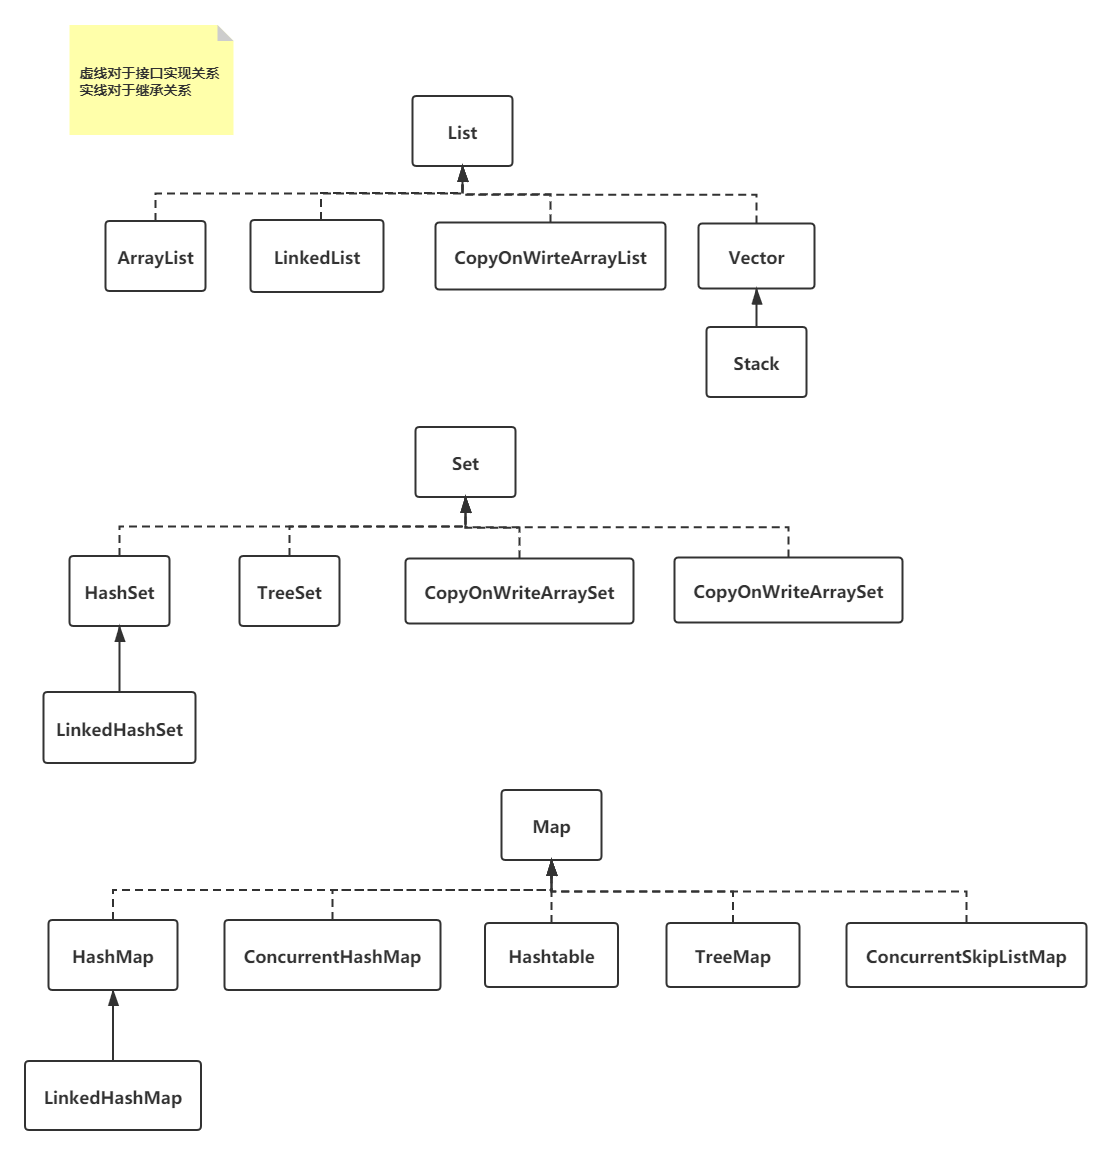 虚线对于接口实现关系
实线对于继承关系
List
ArrayList
LinkedList
CopyOnWirteArrayList
Vector
Stack
Set
HashSet
TreeSet
CopyOnWriteArraySet
CopyOnWriteArraySet
LinkedHashSet
Map
HashMap
ConcurrentHashMap
Hashtable
TreeMap
ConcurrentSkipListMap
LinkedHashMap